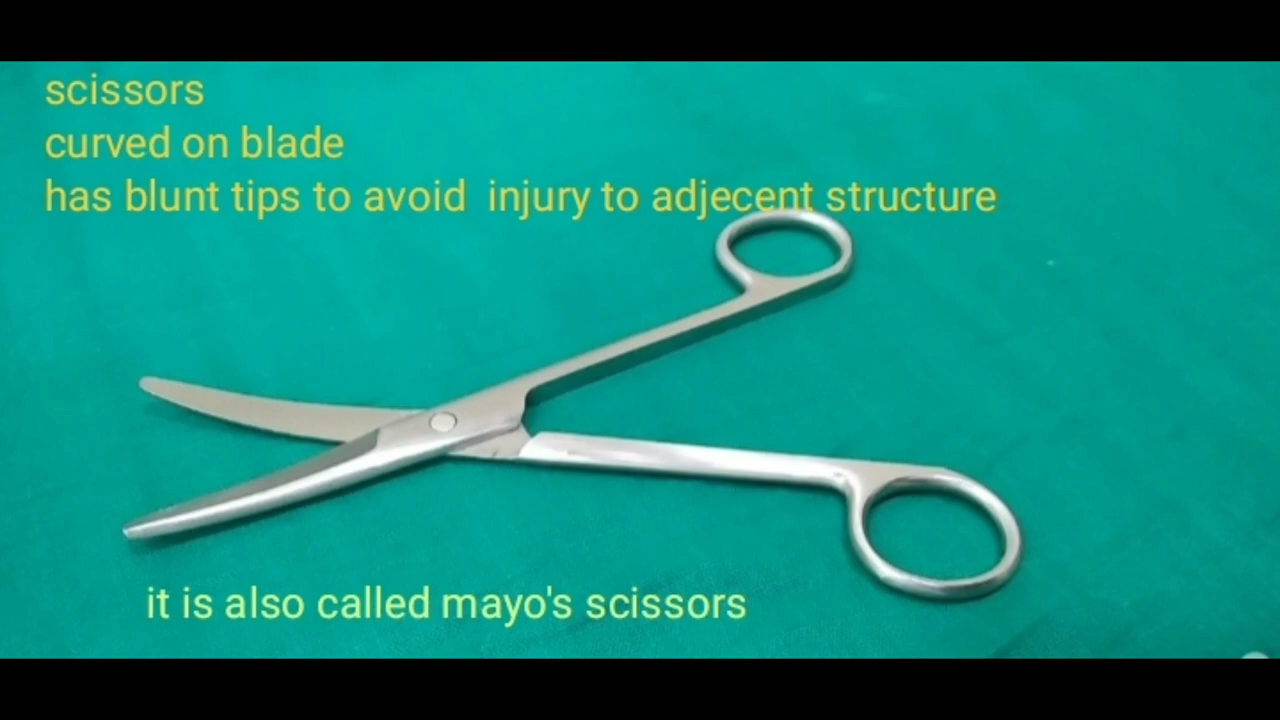 scissors
curved on blade
has blunt tips to avoid  injury to adjecent structure
it is also called mayo's scissors